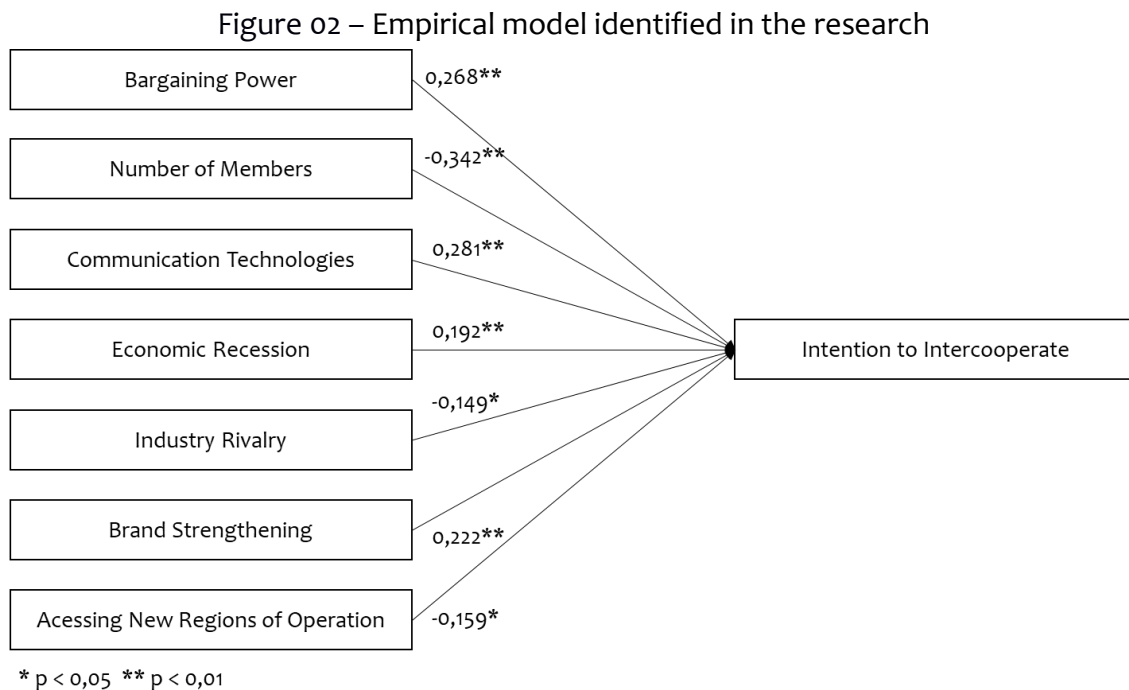 Figure 02 – Empirical model identified in the research
Bargaining Power
0,268**
Number of Members
-0,342**
Communication Technologies
0,281**
Economic Recession
0,192**
Intention to Intercooperate
Industry Rivalry
-0,149*
Brand Strengthening
0,222**
Acessing New Regions of Operation
-0,159*
* p < 0,05 ** p < 0,01